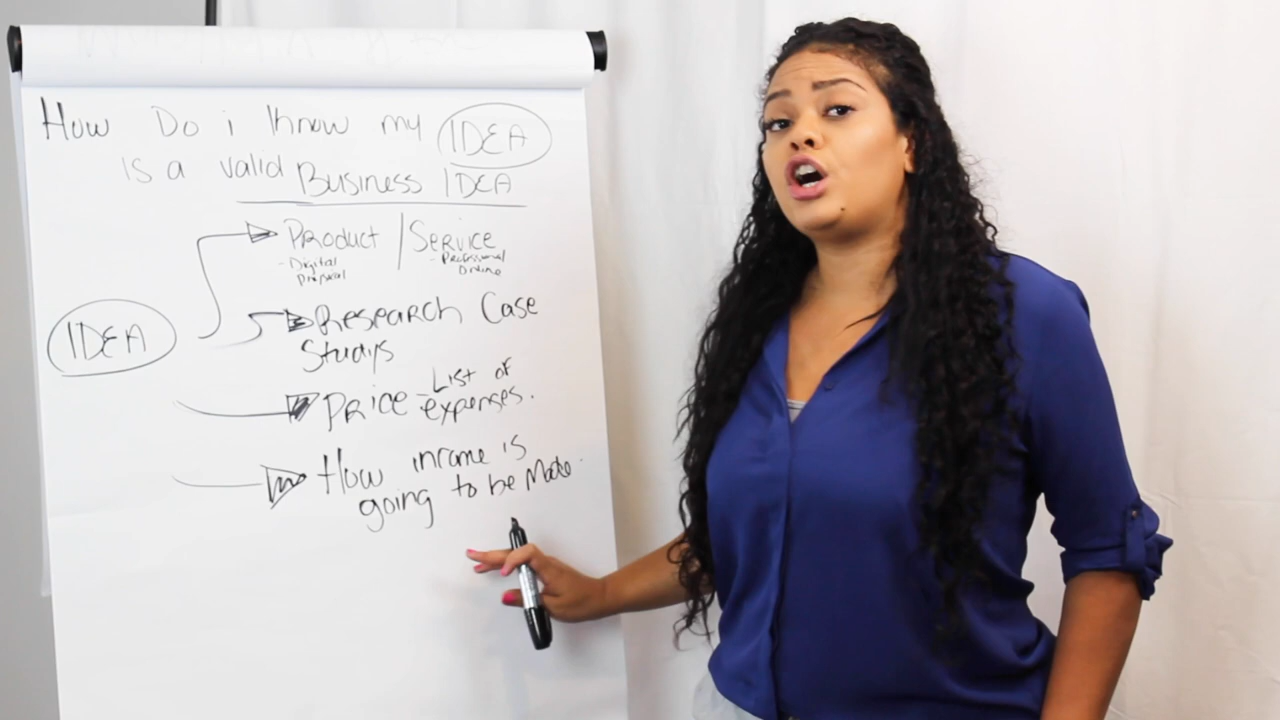 How Do i know my IDEA
is a valid Business IDEA
IDEA
Product / Service
- Digital
- Professional
Online
Research Case
Studys
Price - List of
expenses.
How income is
going to be Made.